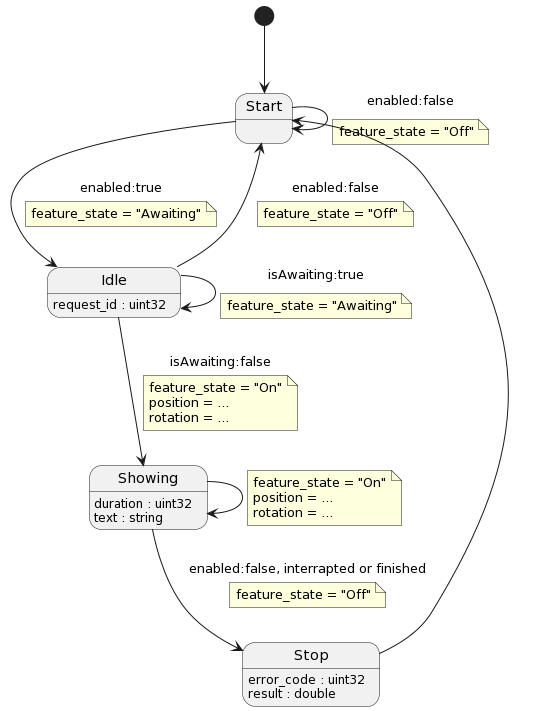 Start
enabled:false
feature_state = "Off"
enabled:true
feature_state = "Awaiting"
enabled:false
feature_state = "Off"
Idle
request_id : uint32
isAwaiting:true
feature_state = "Awaiting"
isAwaiting:false
feature_state = "On"
position = ...
rotation = ...
Showing
duration : uint32
text : string
feature_state = "On"
position = ...
rotation = ...
enabled:false, interrapted or finished
feature_state = "Off"
Stop
error_code : uint32
result : double